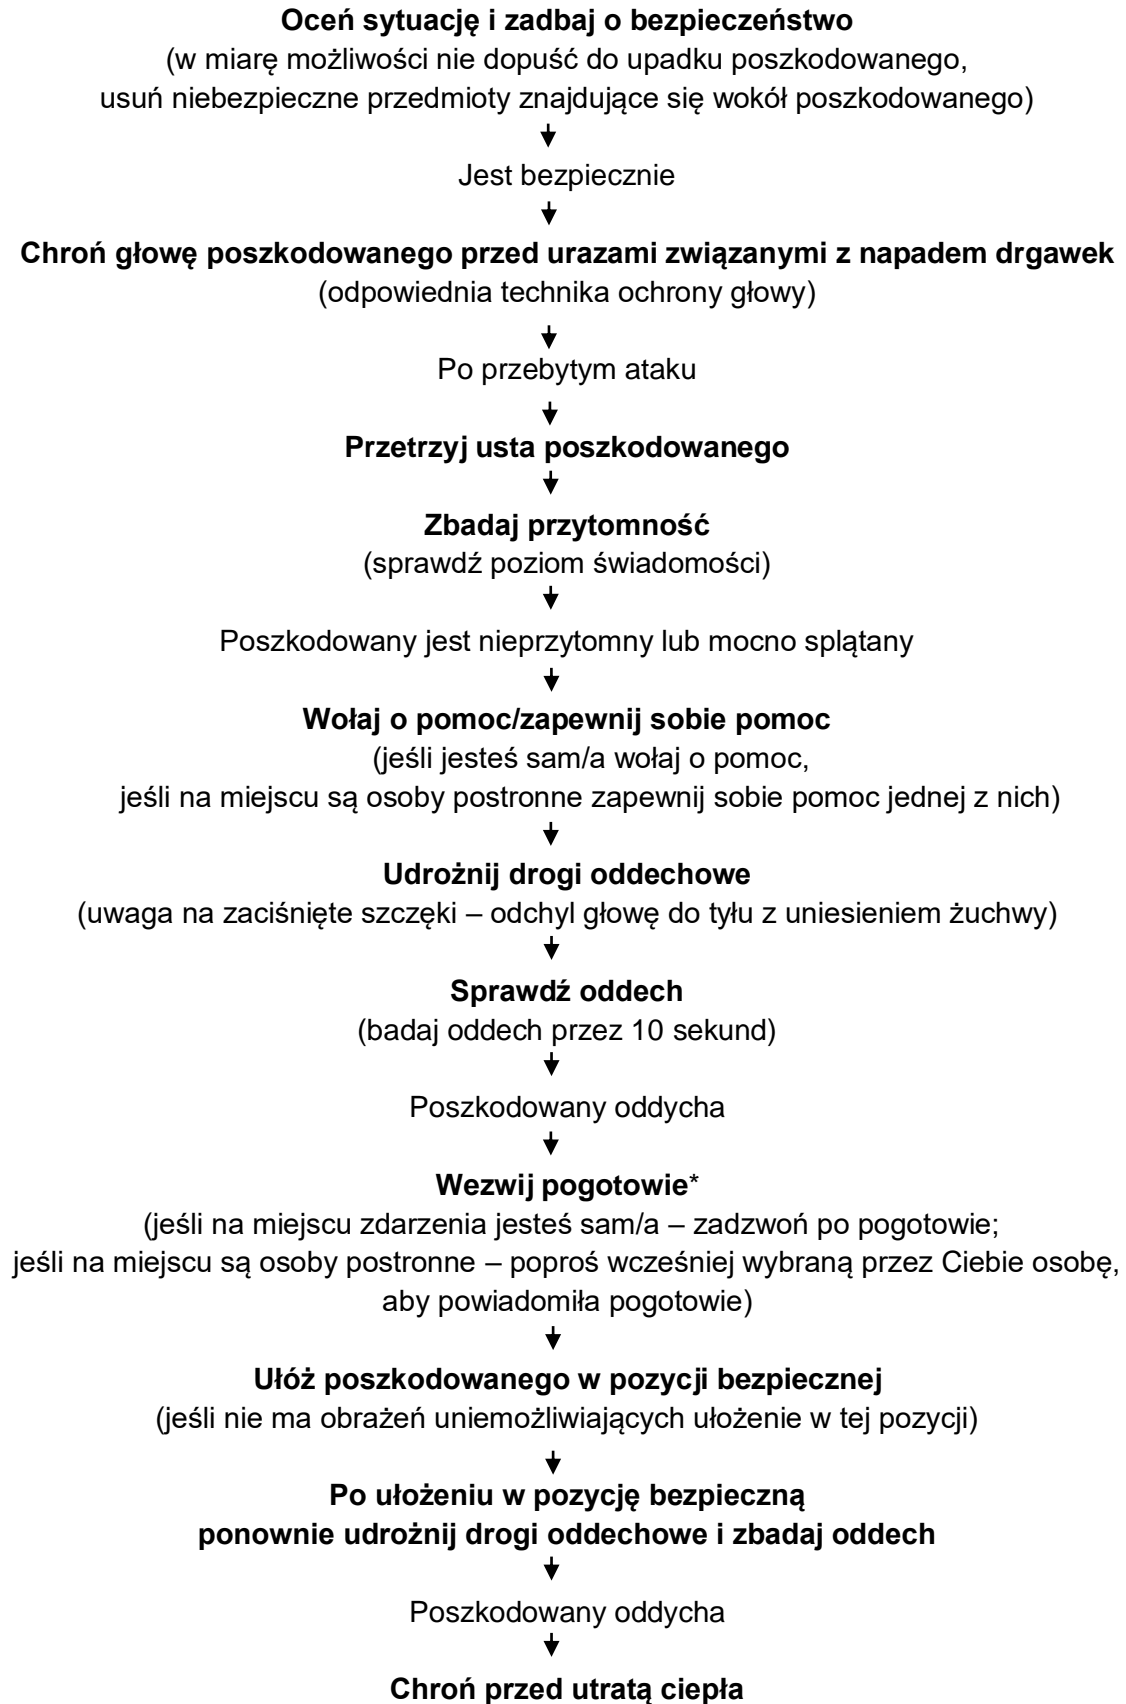 Oceń sytuację i zadbaj o bezpieczeństwo
(w miarę możliwości nie dopuść do upadku poszkodowanego,
usuń niebezpieczne przedmioty znajdujące się wokół poszkodowanego)
Jest bezpiecznie
Chroń głowę poszkodowanego przed urazami związanymi z napadem drgawek
(odpowiednia technika ochrony głowy)
Po przebytym ataku
Przetrzyj usta poszkodowanego
Zbadaj przytomność
(sprawdź poziom świadomości)
Poszkodowany jest nieprzytomny lub mocno splątany
Wołaj o pomoc/zapewnij sobie pomoc
(jeśli jesteś sam/a wołaj o pomoc,
jeśli na miejscu są osoby postronne zapewnij sobie pomoc jednej z nich)
Udrożnij drogi oddechowe
(uwaga na zaciśnięte szczęki – odchyl głowę do tyłu z uniesieniem żuchwy)
Sprawdź oddech
(badaj oddech przez 10 sekund)
Poszkodowany oddycha
Wezwij pogotowie*
(jeśli na miejscu zdarzenia jesteś sam/a – zadzwoń po pogotowie;
jeśli na miejscu są osoby postronne – poproś wcześniej wybraną przez Ciebie osobę,
aby powiadomiła pogotowie)
Ułóż poszkodowanego w pozycji bezpiecznej
(jeśli nie ma obrażeń uniemożliwiających ułożenie w tej pozycji)
Po ułożeniu w pozycję bezpieczną
ponownie udrożnij drogi oddechowe i zbadaj oddech
Poszkodowany oddycha
Chroń przed utratą ciepła